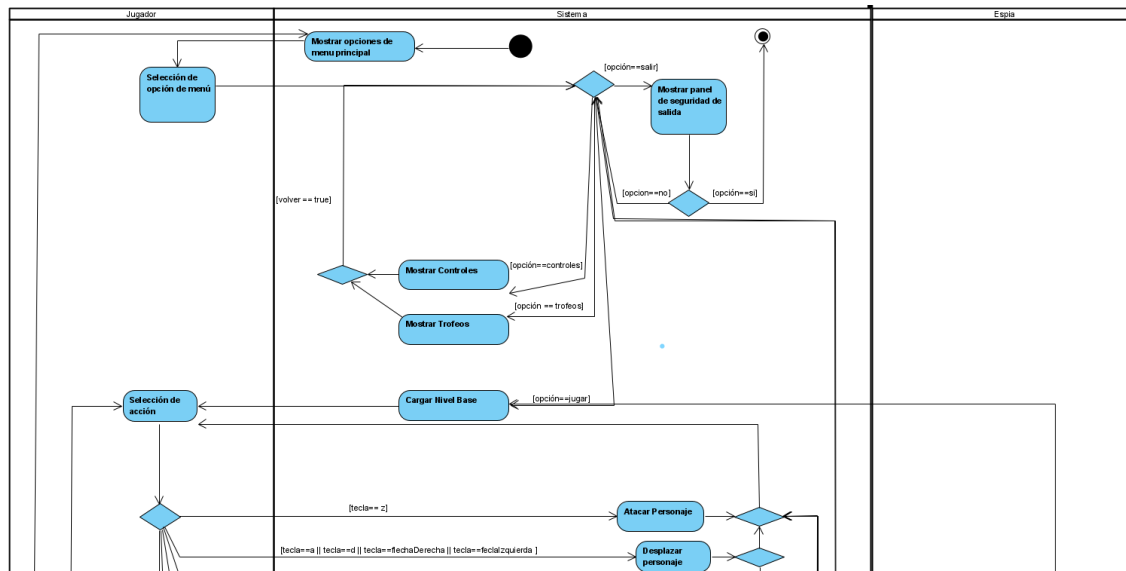 Jugador
Sistema
Espia
Mostrar opciones de
menu principal
[opción==salir]
Selección de
opción de menú
Mostrar panel
de seguridad de
salida
[opcion==no]
[opción==sí]
[volver == true]
Mostrar Controles
[opción==controles]
[opción == trofeos]
Mostrar Trofeos
Selección de
acción
Cargar Nivel Base
[opción==jugar]
[tecla== z]
Atacar Personaje
[tecla==a || tecla==d || tecla==flechaDerecha || tecla==feclaIzquierda ]
Desplazar
personaje